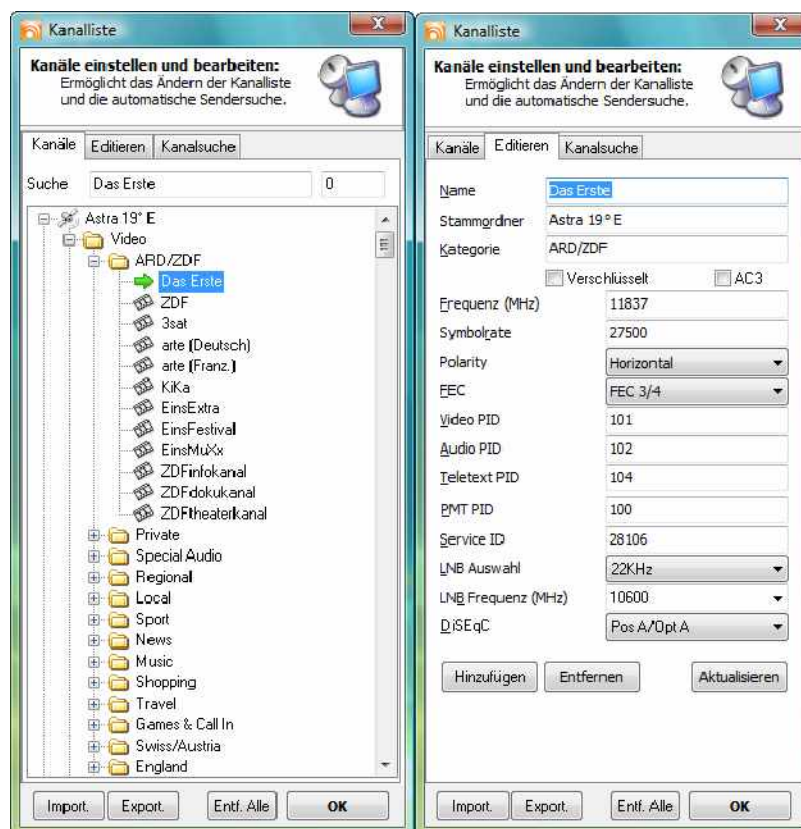 Kanalliste
Kanäle einstellen und bearbeiten:
Ermöglicht das Ändern der Kanalliste
und die automatische Sendersuche.
Kanäle Editieren Kanalsuche
Suche Das Erste 0
Astra 19° E
Video
ARD/ZDF
Das Erste
ZDF
3sat
arte (Deutsch)
arte (Franz.)
KiKa
EinsExtra
EinsFestival
EinsMuXx
ZDFinfokanal
ZDFdokukanal
ZDFtheaterkanal
Private
Special Audio
Regional
Local
Sport
News
Music
Shopping
Travel
Games & Call In
Swiss/Austria
England
Import. Export. Entf. Alle OK
Kanalliste
Kanäle einstellen und bearbeiten:
Ermöglicht das Ändern der Kanalliste
und die automatische Sendersuche.
Kanäle Editieren Kanalsuche
Name Das Erste
Stammordner Astra 19° E
Kategorie ARD/ZDF
Verschlüsselt AC3
Frequenz (MHz) 11837
Symbolrate 27500
Polarity Horizontal
FEC FEC 3/4
Video PID 101
Audio PID 102
Teletext PID 104
PMT PID 100
Service ID 28106
LNB Auswahl 22KHz
LNB Frequenz (MHz) 10600
DiSEqC Pos A/Opt A
Hinzufügen Entfernen Aktualisieren
Import. Export. Entf. Alle OK